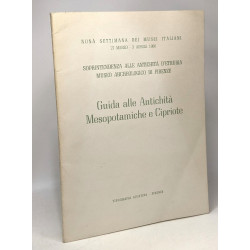 NONA SETTIMANA DEI MUSEI ITALIANI
SOPRINTENDENZA ALLE ANTICHITÀ D'ETRURIA
MUSEO ARCHEOLOGICO DI FIRENZE
Guida alle Antichità
Mesopotamiche e Cipriote